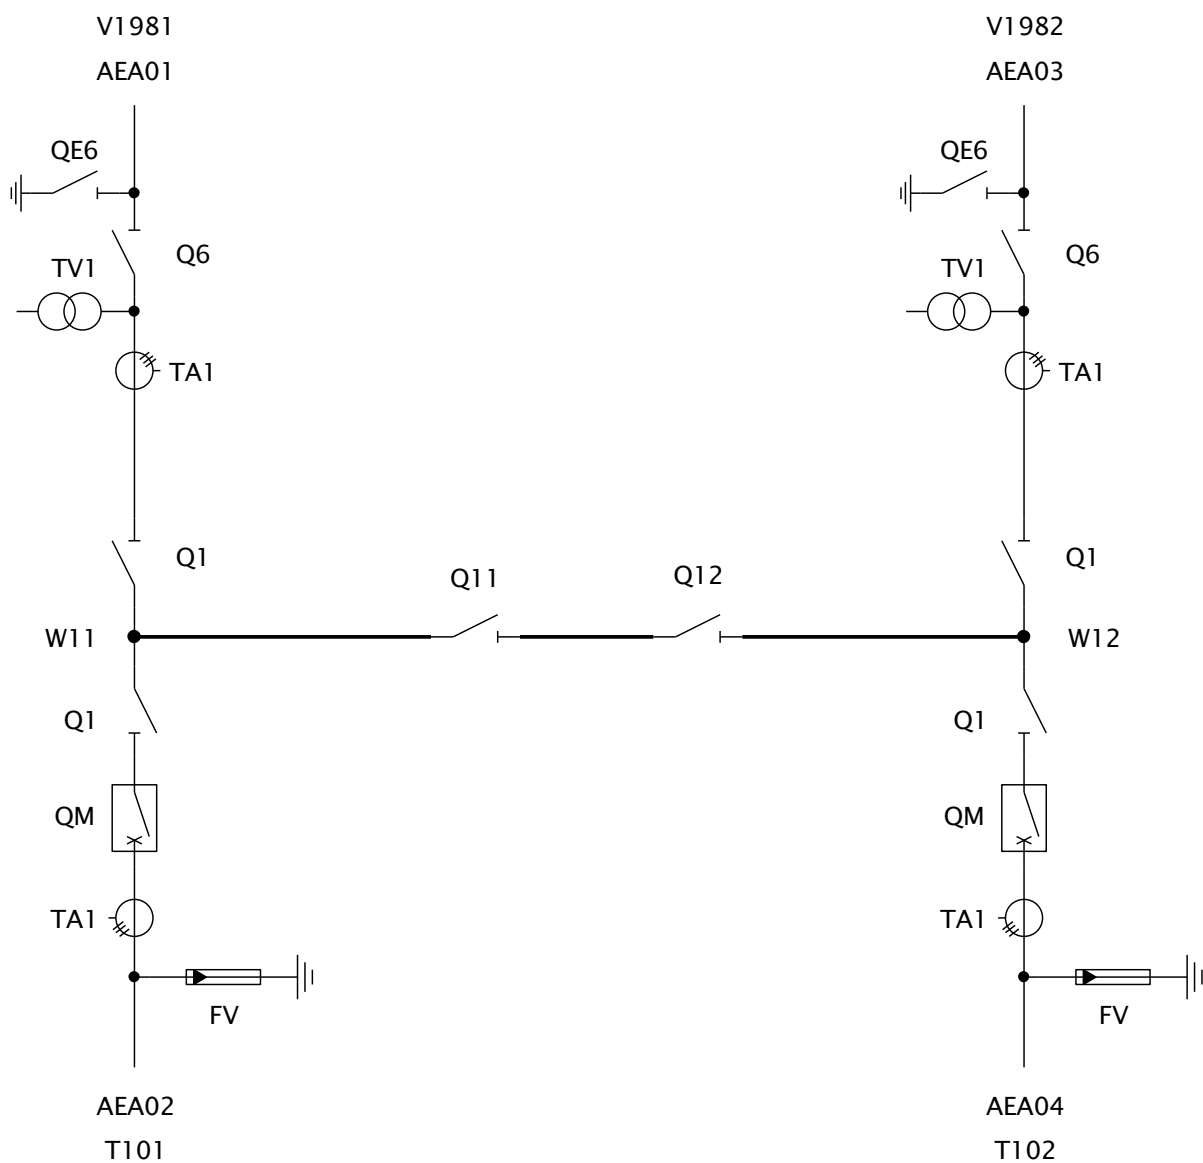 V1981 V1982
AEA01 AEA03
QE6 QE6
Q6 Q6
TV1 TV1
TA1 TA1
Q1 Q1
Q11 Q12
W11 W12
Q1 Q1
QM QM
TA1 TA1
FV FV
AEA02 AEA04
T101 T102